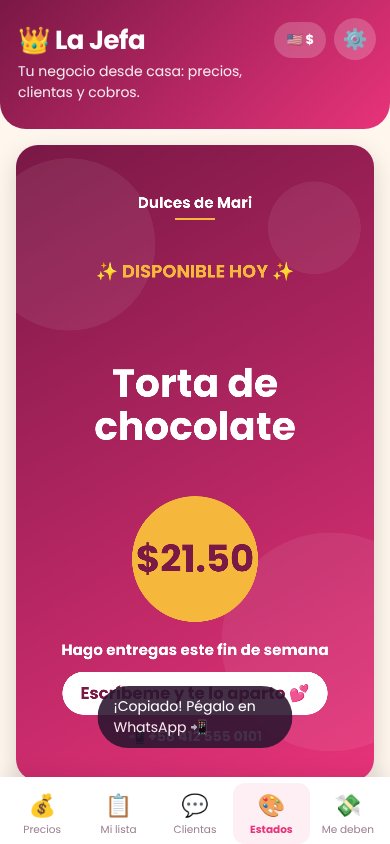 👑 La Jefa
🇺🇸 $
⚙️
Tu negocio desde casa: precios,
clientas y cobros.
Dulces de Mari
✨ DISPONIBLE HOY ✨
Torta de
chocolate
$21.50
Hago entregas este fin de semana
Escríbeme y te lo aparto 💕
¡Copiado! Pégalo en
WhatsApp 📲
555 0101
Precios
Mi lista
Clientas
Estados
Me deben